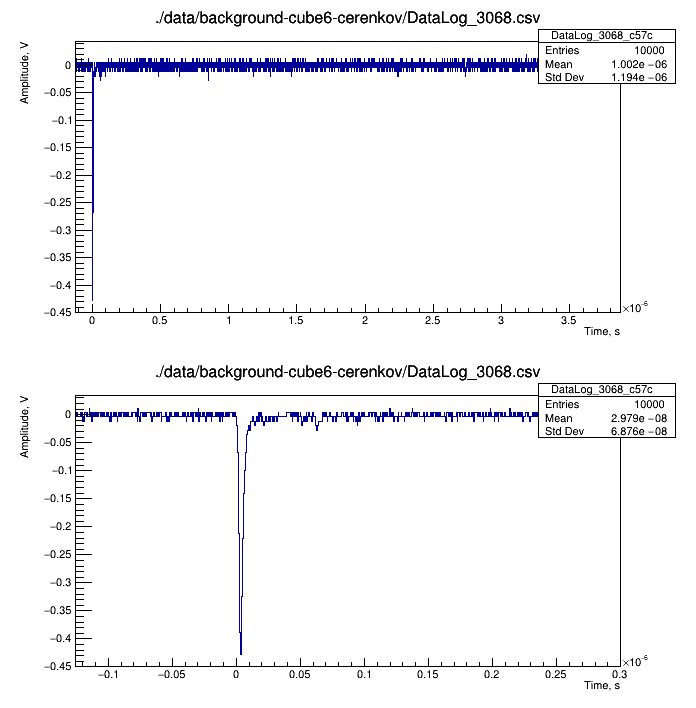 ./data/background-cube6-cerenkov/DataLog_3068.csv
DataLog_3068_c57c
Entries 10000
Mean 1.002e −06
Std Dev 1.194e −06
Amplitude, V
0
−0.05
−0.1
−0.15
−0.2
−0.25
−0.3
−0.35
−0.4
−0.45
0 0.5 1 1.5 2 2.5 3 3.5
×10⁻⁶
Time, s
./data/background-cube6-cerenkov/DataLog_3068.csv
DataLog_3068_c57c
Entries 10000
Mean 2.979e −08
Std Dev 6.876e −08
Amplitude, V
0
−0.05
−0.1
−0.15
−0.2
−0.25
−0.3
−0.35
−0.4
−0.45
−0.1 −0.05 0 0.05 0.1 0.15 0.2 0.25 0.3
×10⁻⁶
Time, s